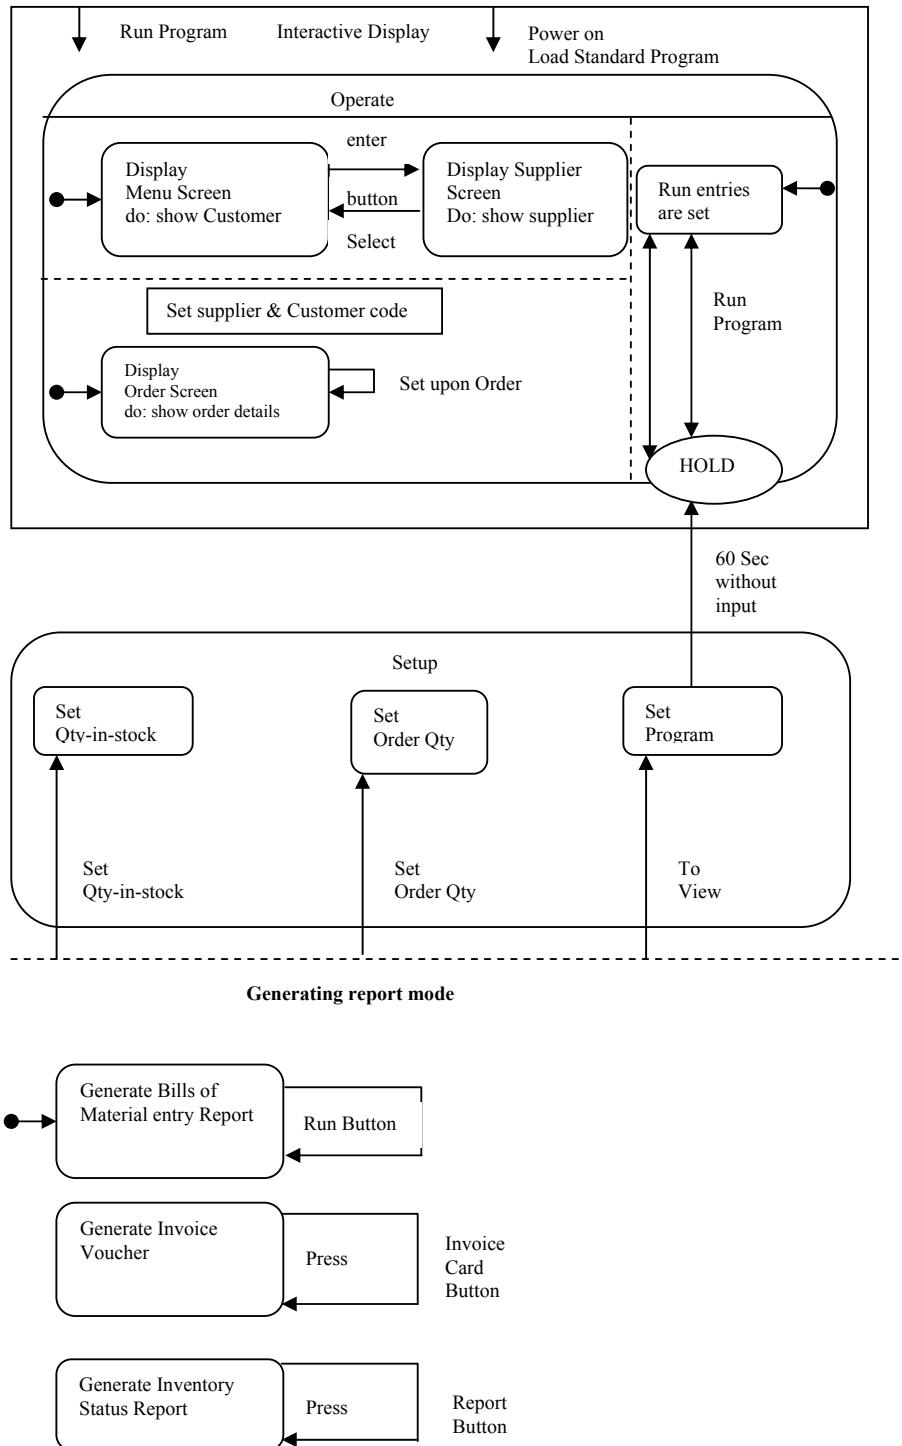 Run Program
Interactive Display
Power on
Load Standard Program
Operate
enter
Display
Menu Screen
do: show Customer
button
Select
Display Supplier
Screen
Do: show supplier
Run entries
are set
Set supplier & Customer code
Run
Program
Display
Order Screen
do: show order details
Set upon Order
HOLD
60 Sec
without
input
Setup
Set
Qty-in-stock
Set
Order Qty
Set
Program
Set
Qty-in-stock
Set
Order Qty
To
View
Generating report mode
Generate Bills of
Material entry Report
Run Button
Generate Invoice
Voucher
Press
Invoice
Card
Button
Generate Inventory
Status Report
Press
Report
Button